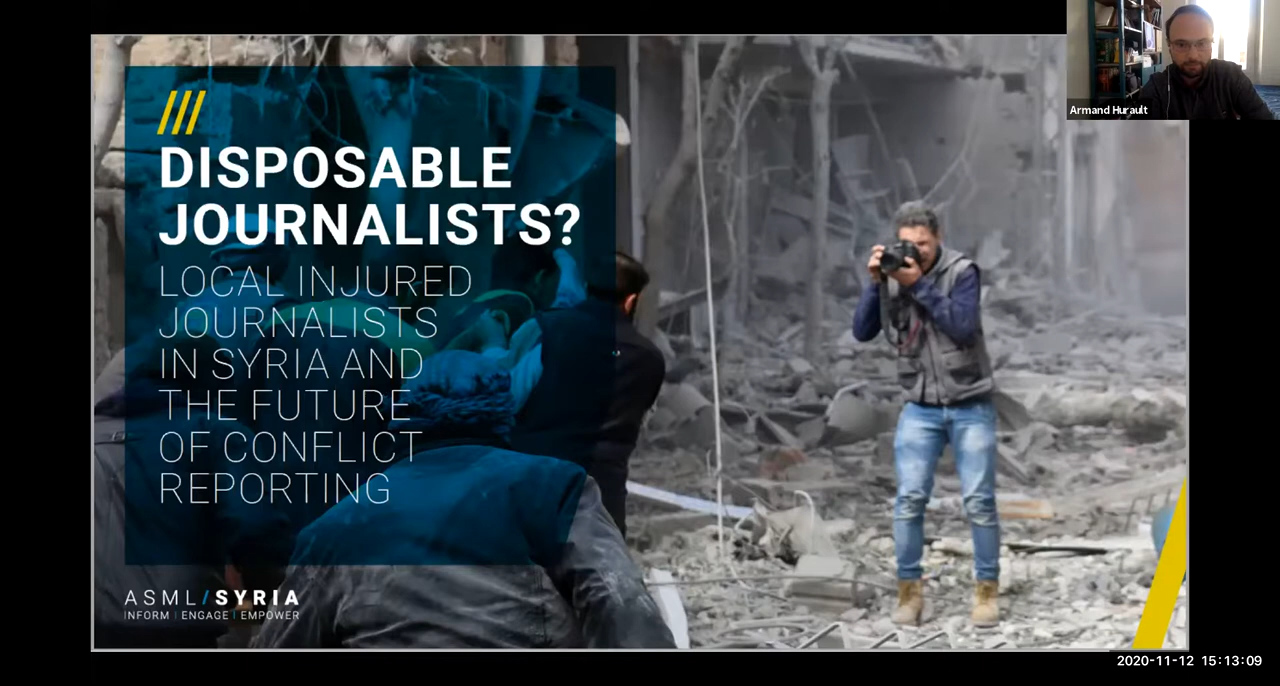 Armand Hurault
DISPOSABLE
JOURNALISTS?
LOCAL INJURED
JOURNALISTS
IN SYRIA AND
THE FUTURE
OF CONFLICT
REPORTING
ASML/SYRIA
INFORM | ENGAGE | EMPOWER
2020-11-12 15:13:09